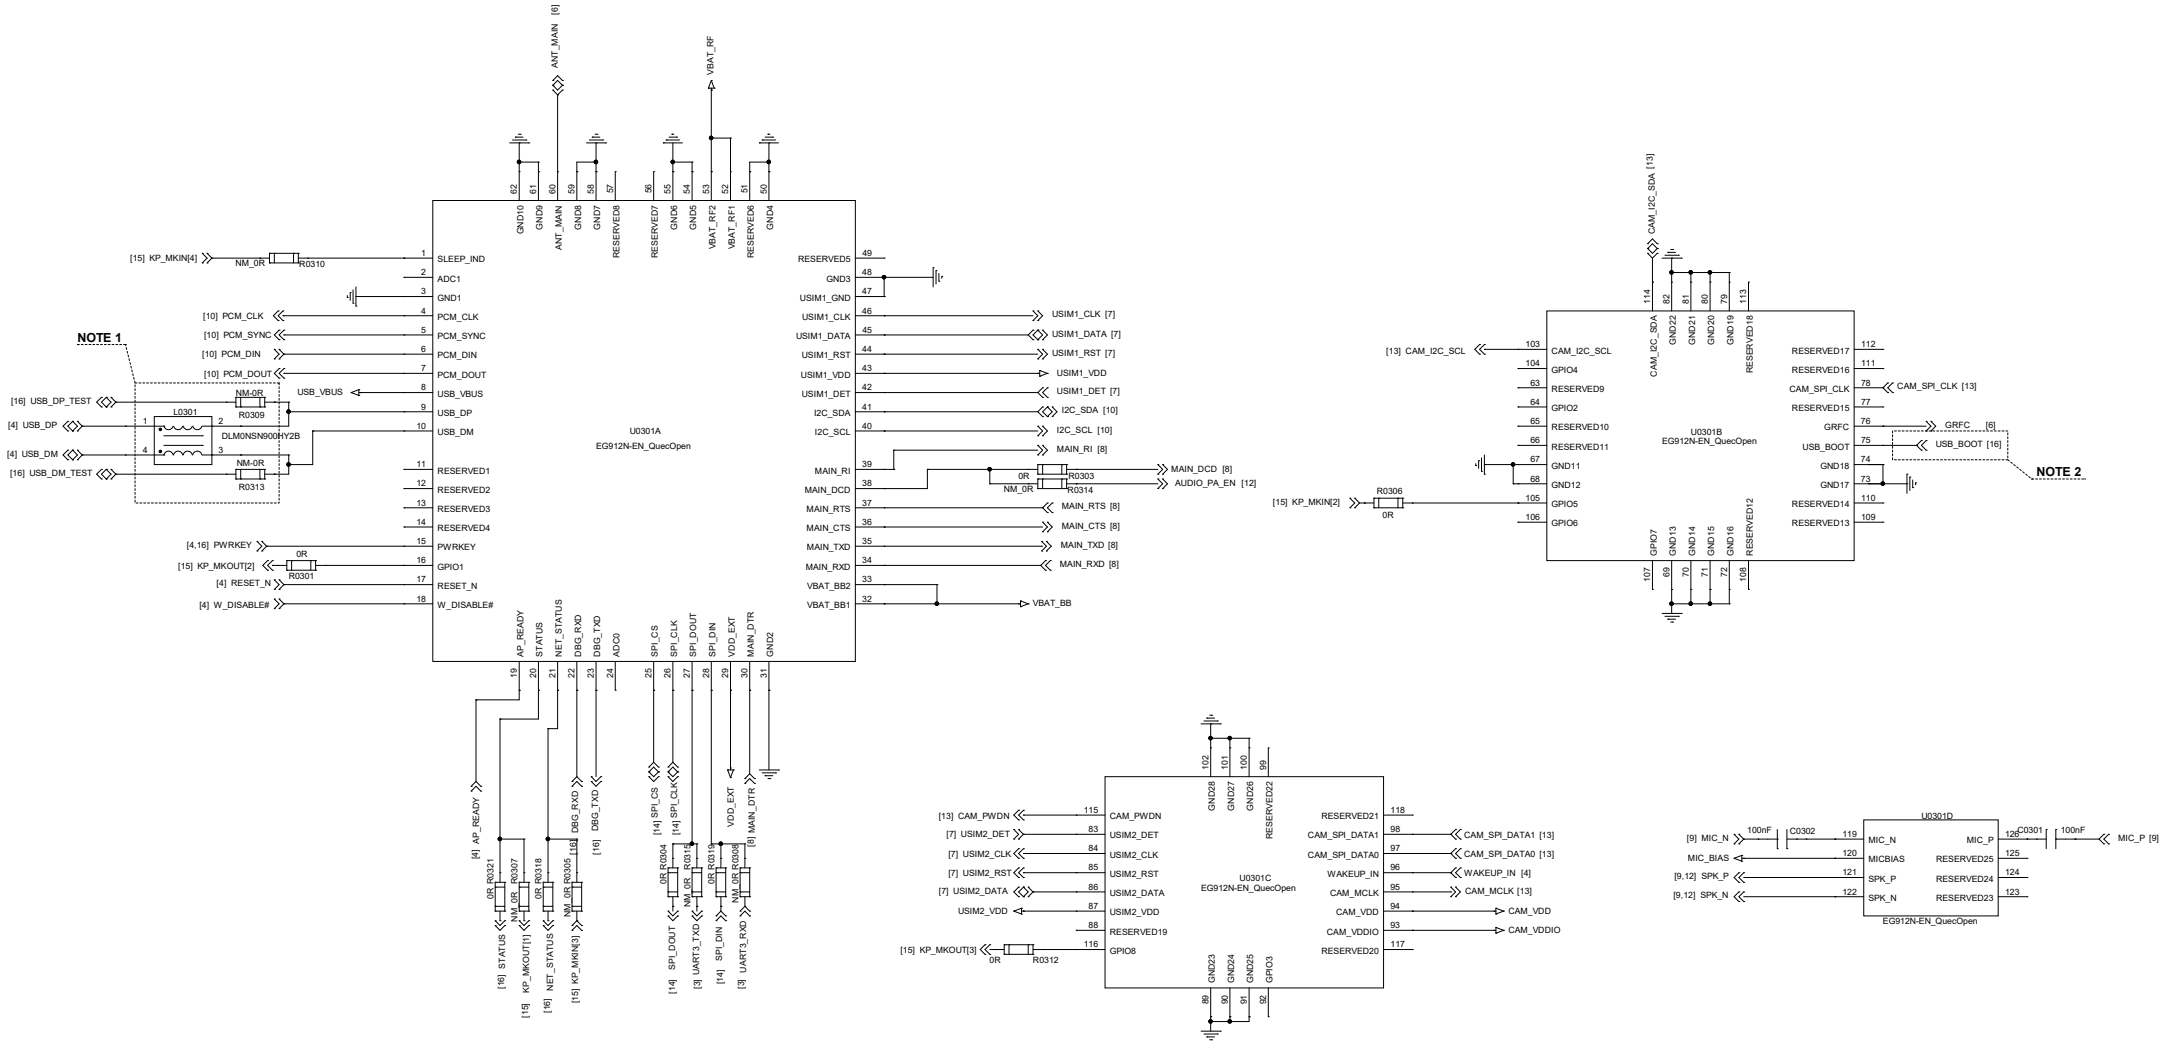 ANT_MAIN [6]
VBAT_RF
62 61 60 59 58 57 56 55 54 53 52 51 50
GND10 GND9 ANT_MAIN GND8 GND7 RESERVED8 RESERVED7 GND6 GND5 VBAT_RF2 VBAT_RF1 RESERVED6 GND4
[15] KP_MKIN[4] NM_0R R0310 1 SLEEP_IND
2 ADC1
3 GND1
[10] PCM_CLK 4 PCM_CLK
[10] PCM_SYNC 5 PCM_SYNC
[10] PCM_DIN 6 PCM_DIN
[10] PCM_DOUT 7 PCM_DOUT
NOTE 1
USB_VBUS 8 USB_VBUS
[16] USB_DP_TEST NM-0R R0309 9 USB_DP
L0301
[4] USB_DP 1 2
10 USB_DM
DLM0NSN900HY2B
[4] USB_DM 4 3
[16] USB_DM_TEST NM-0R R0313
11 RESERVED1
12 RESERVED2
13 RESERVED3
14 RESERVED4
[4,16] PWRKEY 15 PWRKEY
[15] KP_MKOUT[2] 0R R0301 16 GPIO1
[4] RESET_N 17 RESET_N
[4] W_DISABLE# 18 W_DISABLE#
U0301A
EG912N-EN_QuecOpen
RESERVED5 49
GND3 48
USIM1_GND 47
USIM1_CLK 46 USIM1_CLK [7]
USIM1_DATA 45 USIM1_DATA [7]
USIM1_RST 44 USIM1_RST [7]
USIM1_VDD 43 USIM1_VDD
USIM1_DET 42 USIM1_DET [7]
I2C_SDA 41 I2C_SDA [10]
I2C_SCL 40 I2C_SCL [10]
MAIN_RI 39 MAIN_RI [8]
MAIN_DCD 38 0R R0303 MAIN_DCD [8]
NM_0R R0314 AUDIO_PA_EN [12]
MAIN_RTS 37 MAIN_RTS [8]
MAIN_CTS 36 MAIN_CTS [8]
MAIN_TXD 35 MAIN_TXD [8]
MAIN_RXD 34 MAIN_RXD [8]
VBAT_BB2 33
VBAT_BB1 32 VBAT_BB
AP_READY STATUS NET_STATUS DBG_RXD DBG_TXD ADC0 SPI_CS SPI_CLK SPI_DOUT SPI_DIN VDD_EXT MAIN_DTR GND2
19 20 21 22 23 24 25 26 27 28 29 30 31
[4] AP_READY
[16] DBG_RXD
[16] DBG_TXD
[14] SPI_CS
[14] SPI_CLK
VDD_EXT
[8] MAIN_DTR
0R R0321
NM_0R R0307
0R R0318
NM_0R R0305
0R R0304
NM_0R R0315
0R R0319
NM_0R R0308
[16] STATUS
[15] KP_MKOUT[1]
[16] NET_STATUS
[15] KP_MKIN[3]
[14] SPI_DOUT
[3] UART3_TXD
[14] SPI_DIN
[3] UART3_RXD
CAM_I2C_SDA [13]
114 82 81 80 79 113
CAM_I2C_SDA GND22 GND21 GND20 GND19 RESERVED18
[13] CAM_I2C_SCL 103 CAM_I2C_SCL
104 GPIO4
63 RESERVED9
64 GPIO2
65 RESERVED10
66 RESERVED11
67 GND11
68 GND12
[15] KP_MKIN[2] R0306 0R 105 GPIO5
106 GPIO6
U0301B
EG912N-EN_QuecOpen
RESERVED17 112
RESERVED16 111
CAM_SPI_CLK 78 CAM_SPI_CLK [13]
RESERVED15 77
GRFC 76 GRFC [6]
USB_BOOT 75 USB_BOOT [16]
NOTE 2
GND18 74
GND17 73
RESERVED14 110
RESERVED13 109
GPIO7 GND13 GND14 GND15 GND16 RESERVED12
107 69 70 71 72 108
102 101 100 99
GND28 GND27 GND26 RESERVED22
[13] CAM_PWDN 115 CAM_PWDN
[7] USIM2_DET 83 USIM2_DET
[7] USIM2_CLK 84 USIM2_CLK
[7] USIM2_RST 85 USIM2_RST
[7] USIM2_DATA 86 USIM2_DATA
USIM2_VDD 87 USIM2_VDD
88 RESERVED19
[15] KP_MKOUT[3] 0R R0312 116 GPIO8
U0301C
EG912N-EN_QuecOpen
RESERVED21 118
CAM_SPI_DATA1 98 CAM_SPI_DATA1 [13]
CAM_SPI_DATA0 97 CAM_SPI_DATA0 [13]
WAKEUP_IN 96 WAKEUP_IN [4]
CAM_MCLK 95 CAM_MCLK [13]
CAM_VDD 94 CAM_VDD
CAM_VDDIO 93 CAM_VDDIO
RESERVED20 117
GND23 GND24 GND25 GPIO3
89 90 91 92
U0301D
[9] MIC_N 100nF C0302 119 MIC_N
MIC_BIAS 120 MICBIAS
[9,12] SPK_P 121 SPK_P
[9,12] SPK_N 122 SPK_N
MIC_P 126 C0301 100nF MIC_P [9]
RESERVED25 125
RESERVED24 124
RESERVED23 123
EG912N-EN_QuecOpen